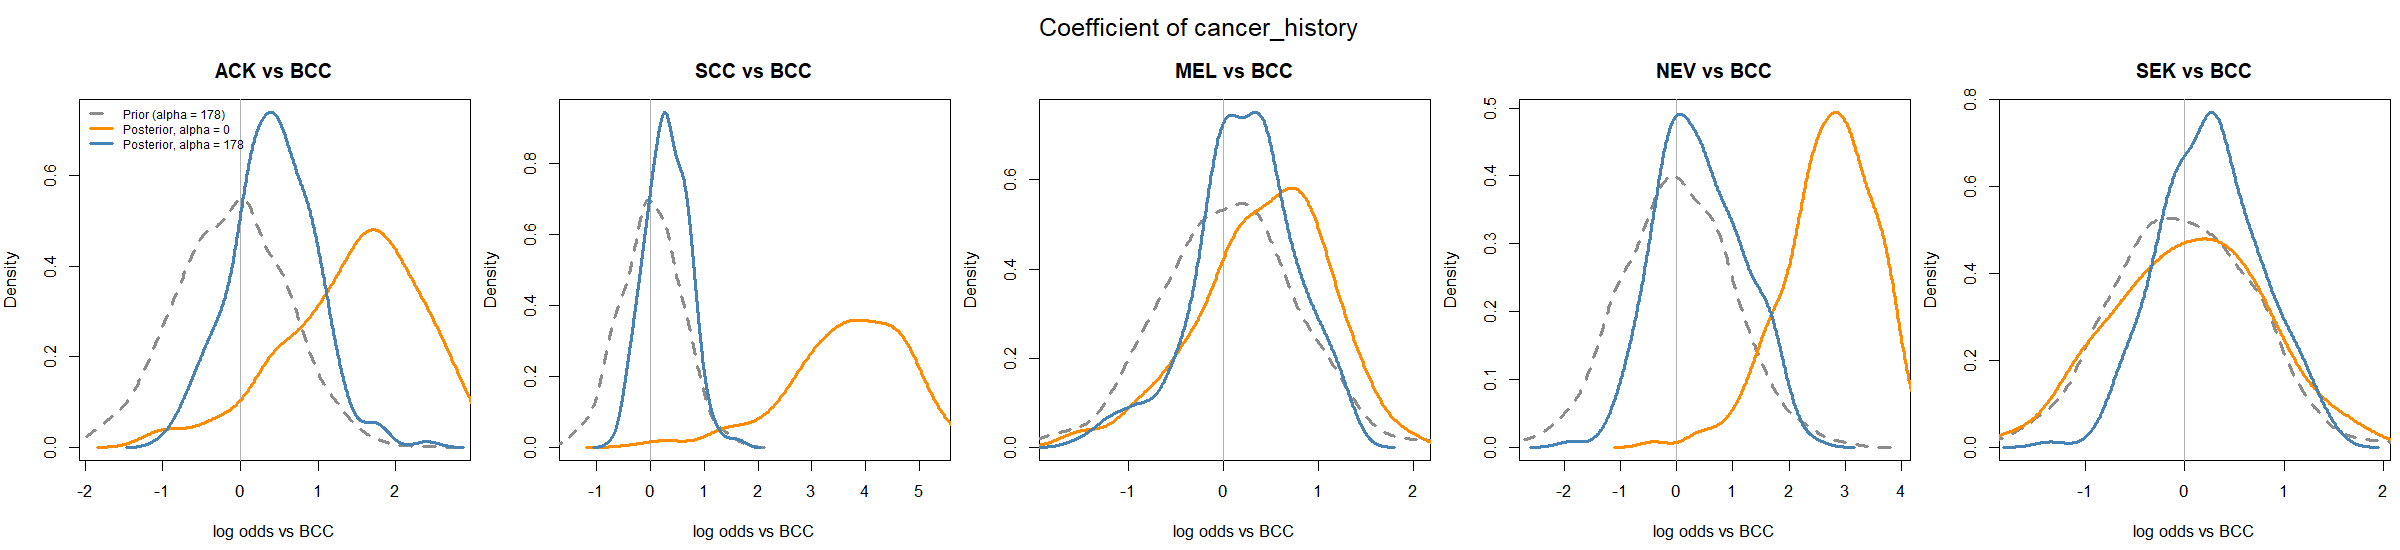 Coefficient of cancer_history
ACK vs BCC
Prior (alpha = 178)
Posterior, alpha = 0
Posterior, alpha = 178
Density
0.0 0.2 0.4 0.6
-2 -1 0 1 2
log odds vs BCC
SCC vs BCC
Density
0.0 0.2 0.4 0.6 0.8
-1 0 1 2 3 4 5
log odds vs BCC
MEL vs BCC
Density
0.0 0.2 0.4 0.6
-1 0 1 2
log odds vs BCC
NEV vs BCC
Density
0.0 0.1 0.2 0.3 0.4 0.5
-2 -1 0 1 2 3 4
log odds vs BCC
SEK vs BCC
Density
0.0 0.2 0.4 0.6 0.8
-1 0 1 2
log odds vs BCC